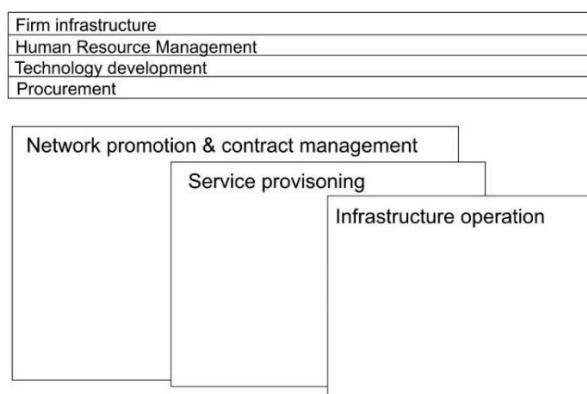 Firm infrastructure
Human Resource Management
Technology development
Procurement
Network promotion & contract management
Service provisoning
Infrastructure operation